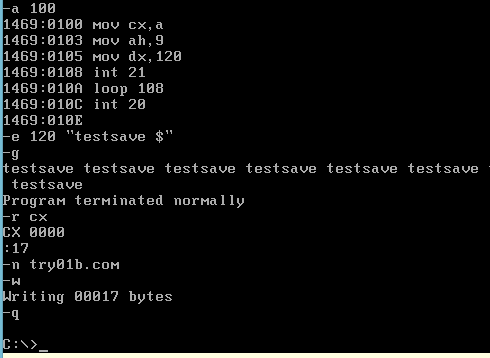 -a 100
1469:0100 mov cx,a
1469:0103 mov ah,9
1469:0105 mov dx,120
1469:0108 int 21
1469:010A loop 108
1469:010C int 20
1469:010E
-e 120 "testsave $"
-g
testsave testsave testsave testsave testsave testsave t
 testsave
Program terminated normally
-r cx
CX 0000
:17
-n try01b.com
-w
Writing 00017 bytes
-q
C:\>_